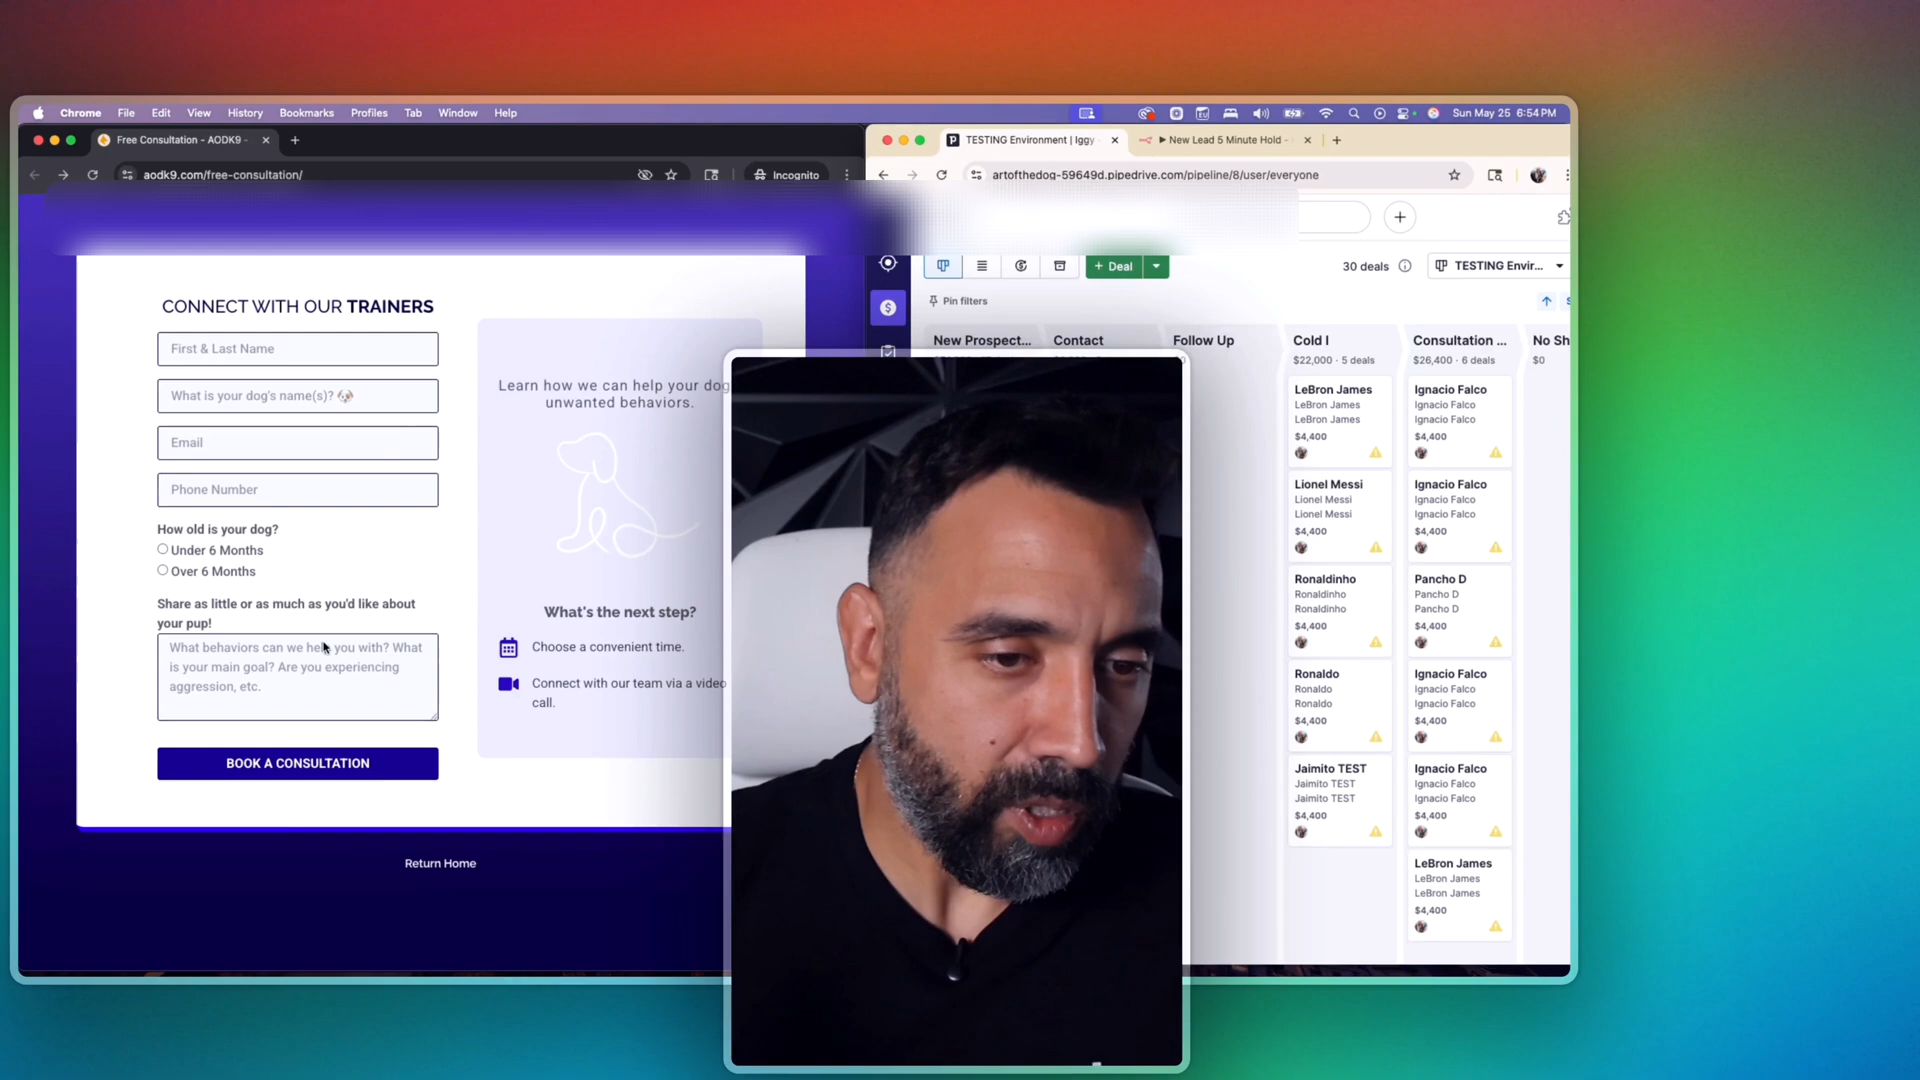 Chrome File Edit View History Bookmarks Profiles Tab Window Help
Sun May 25 6:54 PM
Free Consultation – AODK9 -
aodk9.com/free-consultation/
Incognito
TESTING Environment | Iggy
New Lead 5 Minute Hold -
artofthedog-59649d.pipedrive.com/pipeline/8/user/everyone
CONNECT WITH OUR TRAINERS
First & Last Name
What is your dog's name(s)? 🐶
Email
Phone Number
How old is your dog?
Under 6 Months
Over 6 Months
Share as little or as much as you'd like about
your pup!
What behaviors can we help you with? What
is your main goal? Are you experiencing
aggression, etc.
BOOK A CONSULTATION
Learn how we can help your dog
unwanted behaviors.
What's the next step?
Choose a convenient time.
Connect with our team via a video
call.
Return Home
+ Deal
30 deals
TESTING Envir...
Pin filters
New Prospect...
Contact
Follow Up
Cold I
$22,000 · 5 deals
LeBron James
LeBron James
LeBron James
$4,400
Lionel Messi
Lionel Messi
Lionel Messi
$4,400
Ronaldinho
Ronaldinho
Ronaldinho
$4,400
Ronaldo
Ronaldo
Ronaldo
$4,400
Jaimito TEST
Jaimito TEST
Jaimito TEST
$4,400
Consultation ...
$26,400 · 6 deals
Ignacio Falco
Ignacio Falco
Ignacio Falco
$4,400
Ignacio Falco
Ignacio Falco
Ignacio Falco
$4,400
Pancho D
Pancho D
Pancho D
$4,400
Ignacio Falco
Ignacio Falco
Ignacio Falco
$4,400
Ignacio Falco
Ignacio Falco
Ignacio Falco
$4,400
LeBron James
LeBron James
LeBron James
$4,400
No Sh
$0